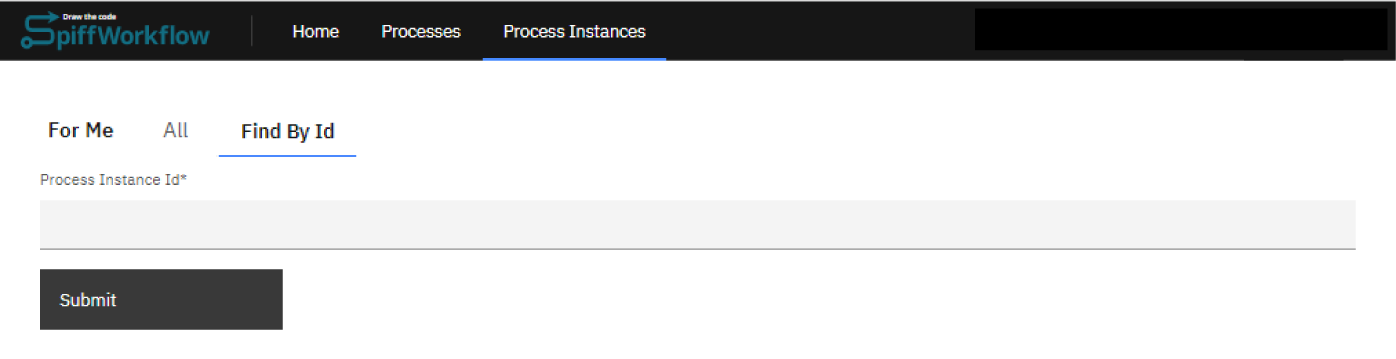 Draw the code
SpiffWorkflow
Home Processes Process Instances
For Me All Find By Id
Process Instance Id*
Submit